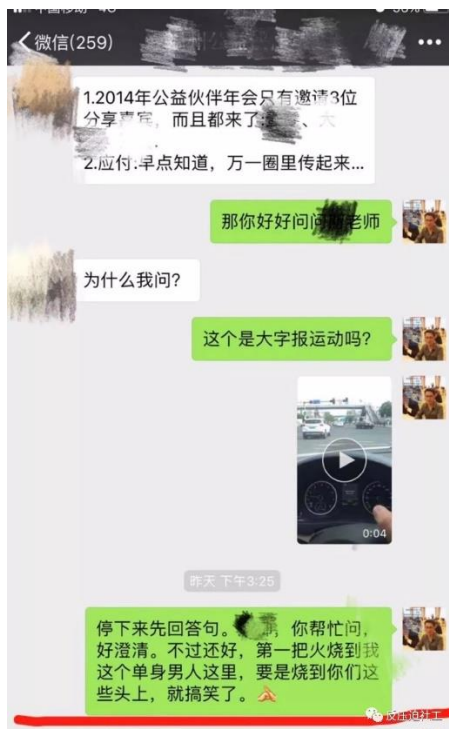 微信(259)
1.2014年公益伙伴年会只有邀请3位
分享嘉宾，而且都来了:
、大
2.应付:早点知道，万一圈里传起来...
那你好好问问
老师
为什么我问?
这个是大字报运动吗?
0:04
昨天 下午3:25
停下来先回答句。
你帮忙问，
好澄清。不过还好，第一把火烧到我
这个单身男人这里，要是烧到你们这
些头上，就搞笑了。
反性迫社工